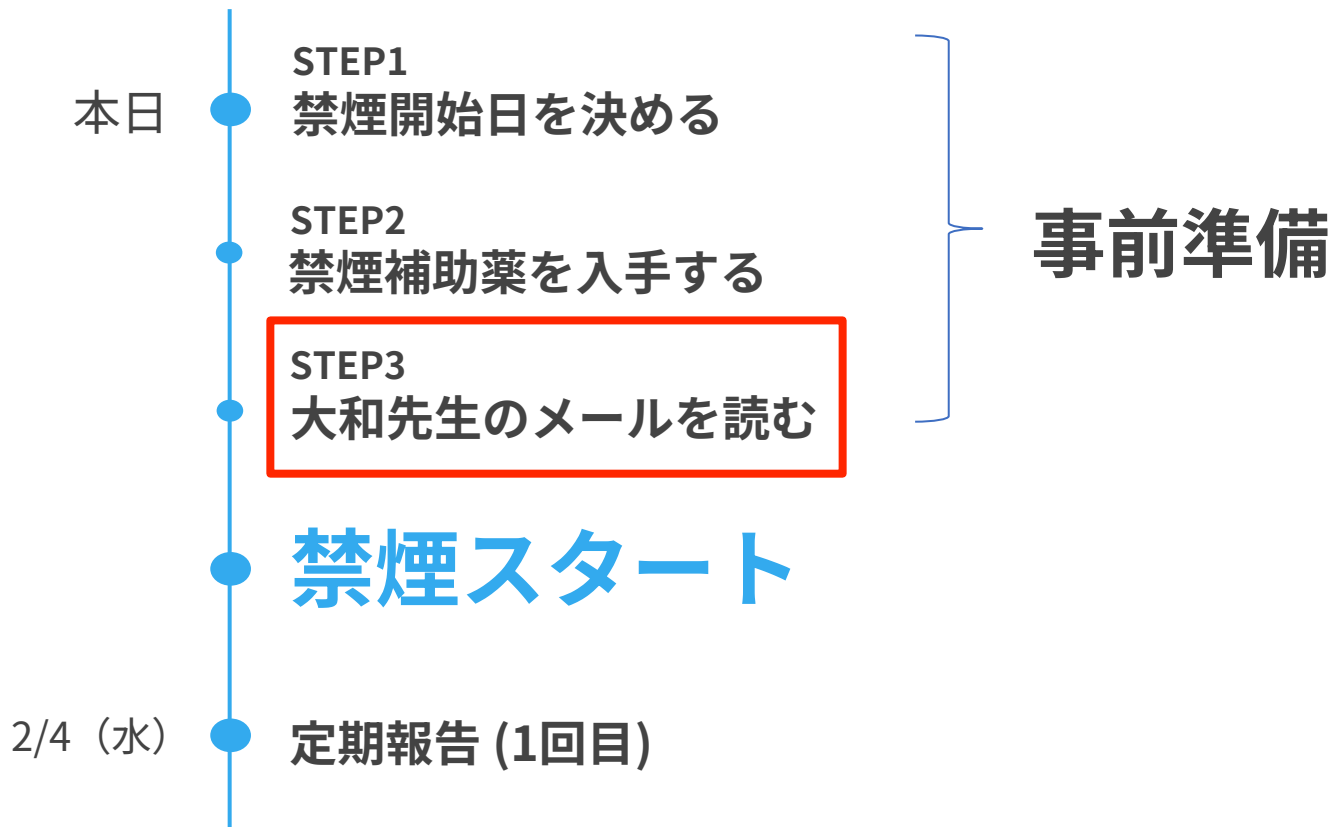 STEP1
本日
禁煙開始日を決める
STEP2
禁煙補助薬を入手する
事前準備
STEP3
大和先生のメールを読む
禁煙スタート
2/4（水）
定期報告 (1回目)